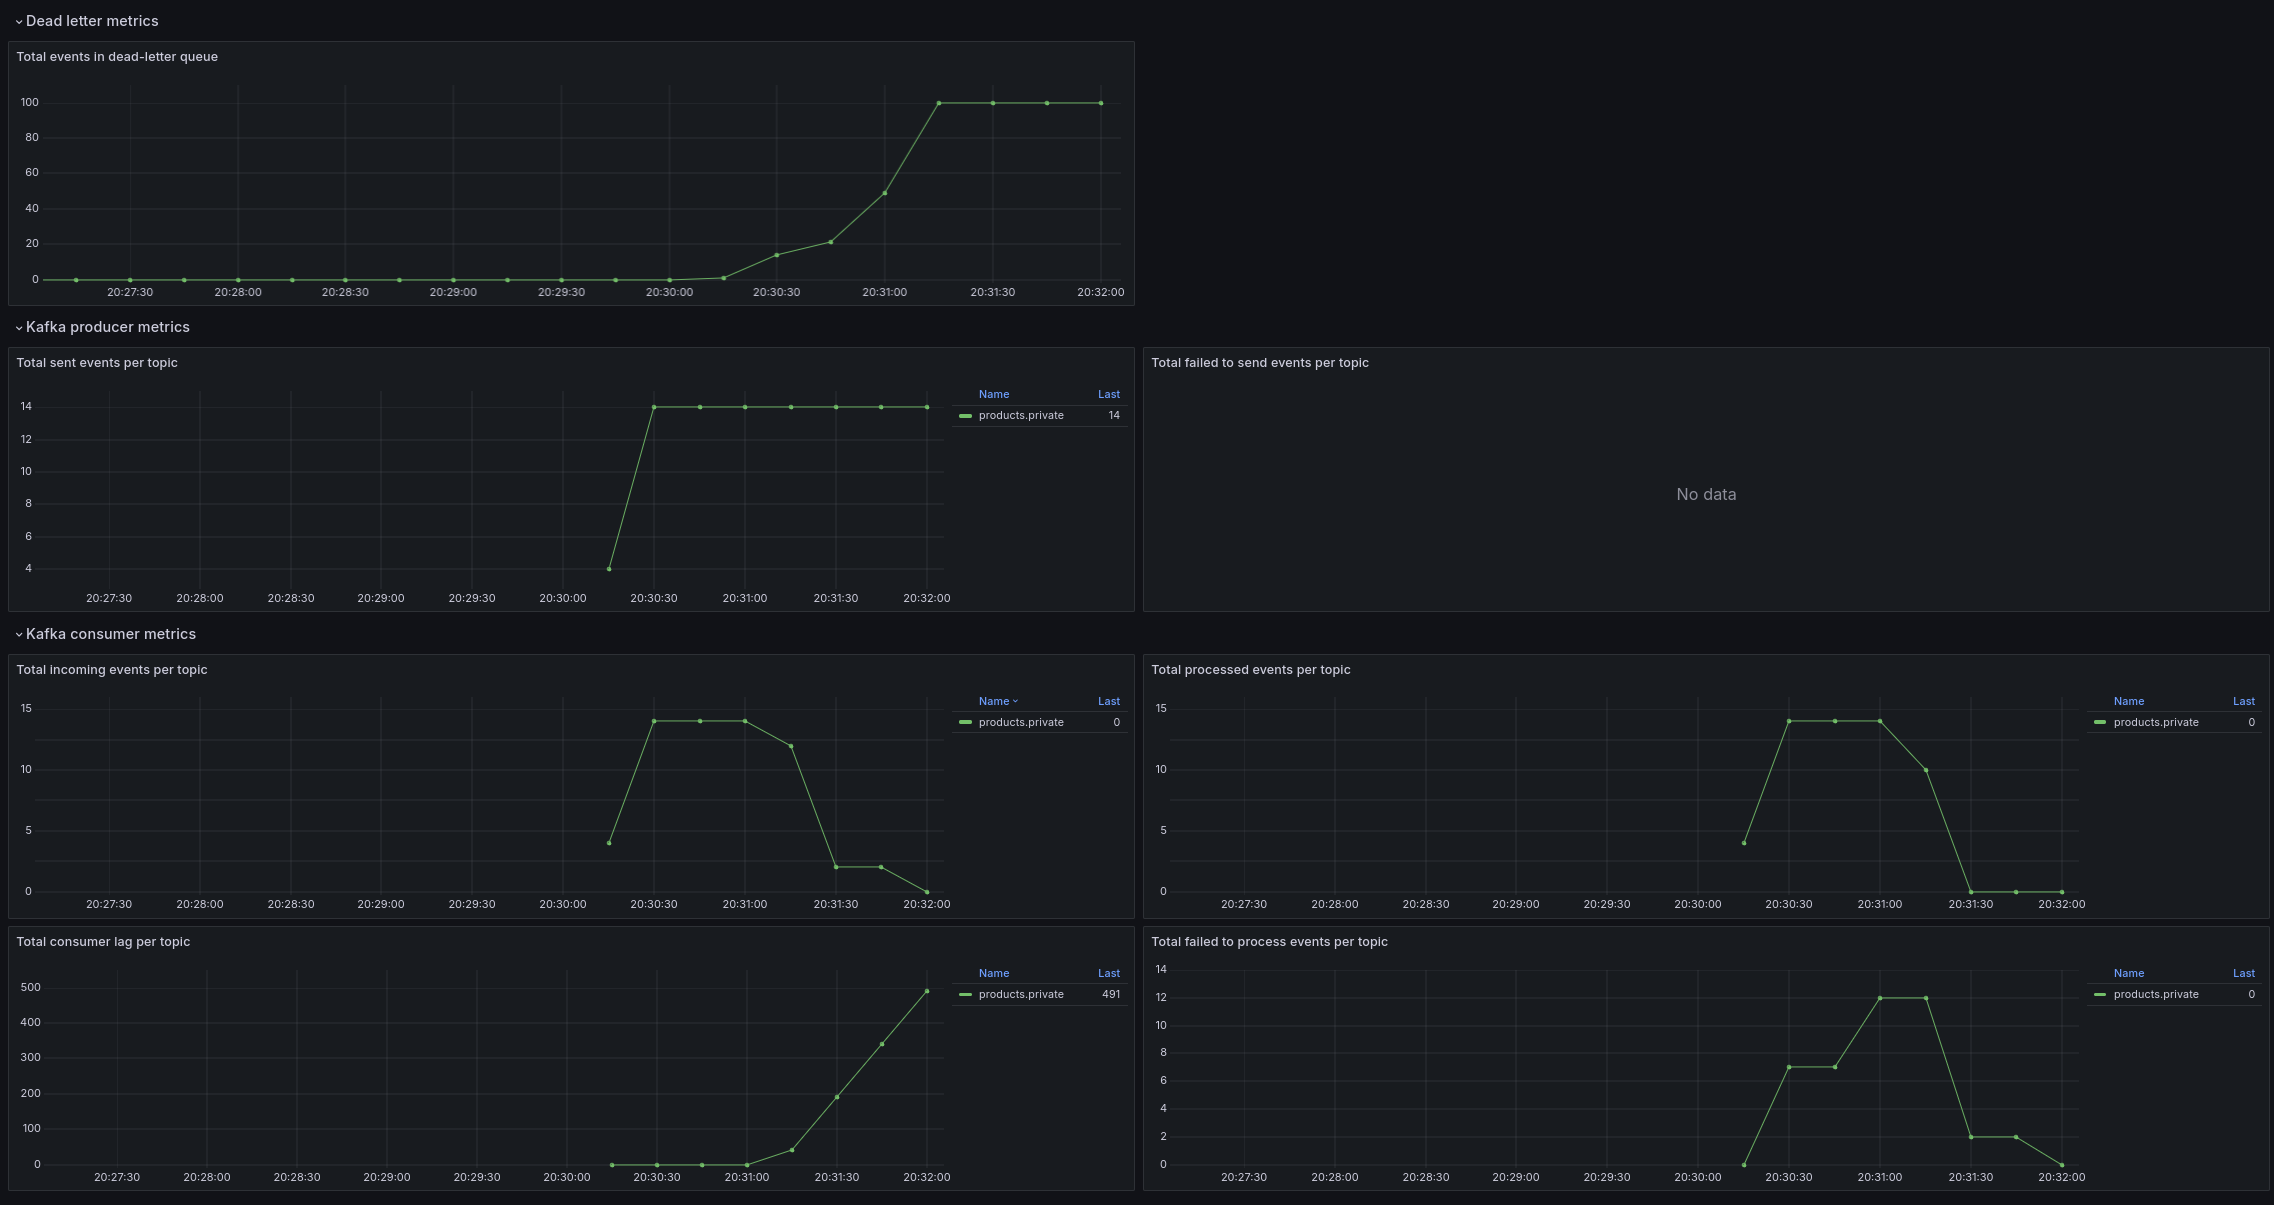 Dead letter metrics
Total events in dead-letter queue
100
80
60
40
20
0
20:27:30 20:28:00 20:28:30 20:29:00 20:29:30 20:30:00 20:30:30 20:31:00 20:31:30 20:32:00
Kafka producer metrics
Total sent events per topic
14
12
10
8
6
4
20:27:30 20:28:00 20:28:30 20:29:00 20:29:30 20:30:00 20:30:30 20:31:00 20:31:30 20:32:00
Name Last
products.private 14
Total failed to send events per topic
No data
Kafka consumer metrics
Total incoming events per topic
15
10
5
0
20:27:30 20:28:00 20:28:30 20:29:00 20:29:30 20:30:00 20:30:30 20:31:00 20:31:30 20:32:00
Name Last
products.private 0
Total processed events per topic
15
10
5
0
20:27:30 20:28:00 20:28:30 20:29:00 20:29:30 20:30:00 20:30:30 20:31:00 20:31:30 20:32:00
Name Last
products.private 0
Total consumer lag per topic
500
400
300
200
100
0
20:27:30 20:28:00 20:28:30 20:29:00 20:29:30 20:30:00 20:30:30 20:31:00 20:31:30 20:32:00
Name Last
products.private 491
Total failed to process events per topic
14
12
10
8
6
4
2
0
20:27:30 20:28:00 20:28:30 20:29:00 20:29:30 20:30:00 20:30:30 20:31:00 20:31:30 20:32:00
Name Last
products.private 0